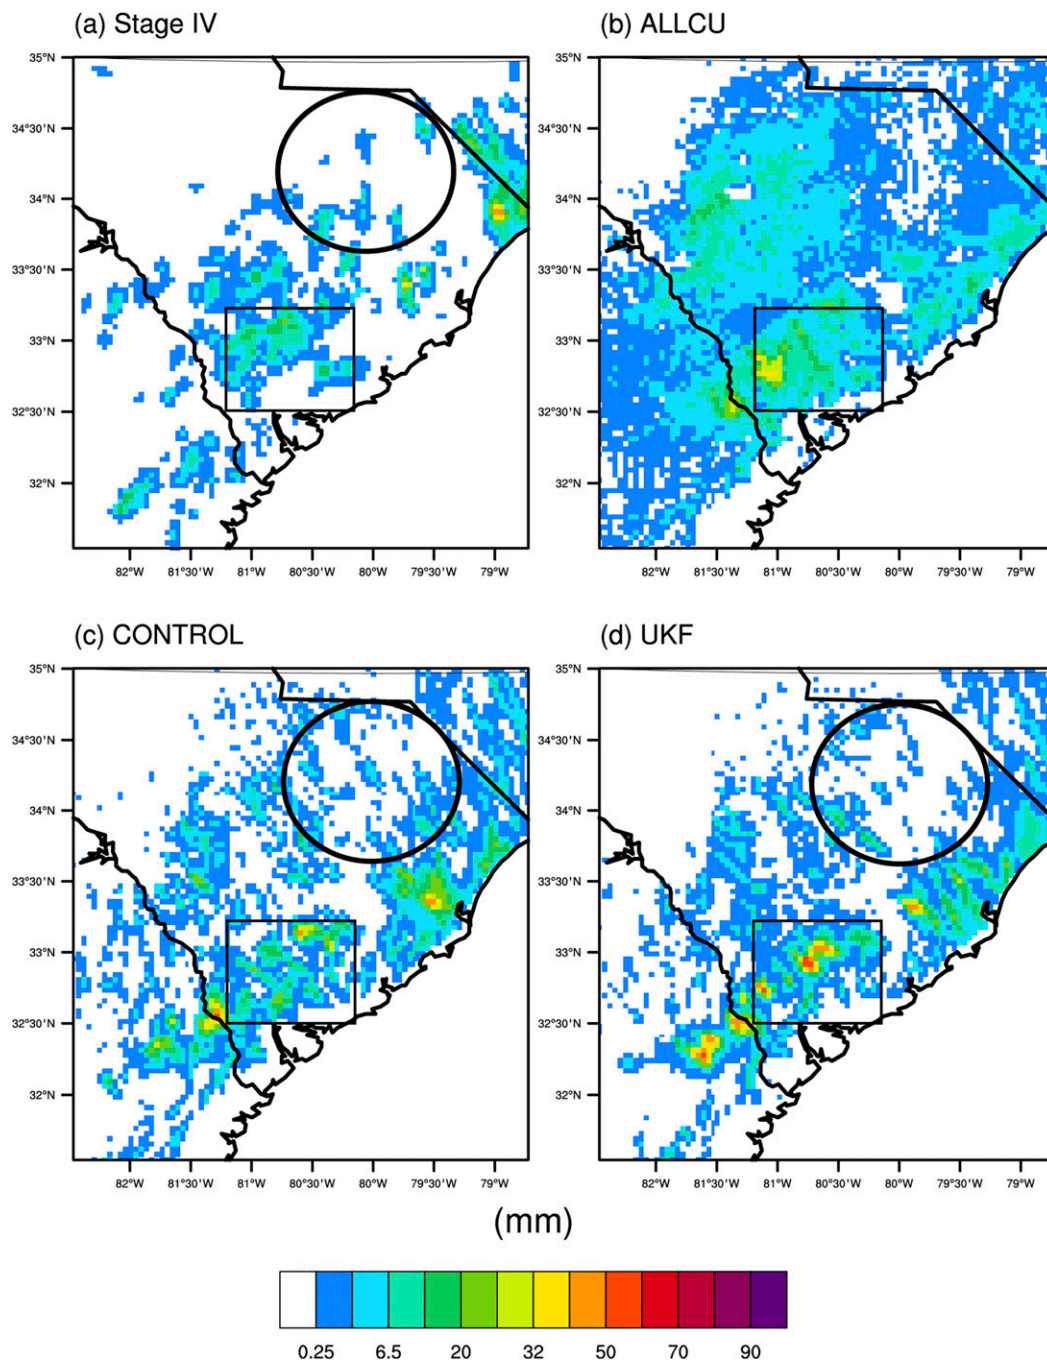 (a) Stage IV
(b) ALLCU
35°N
34°30'N
34°N
33°30'N
33°N
32°30'N
32°N
82°W 81°30'W 81°W 80°30'W 80°W 79°30'W 79°W
35°N
34°30'N
34°N
33°30'N
33°N
32°30'N
32°N
82°W 81°30'W 81°W 80°30'W 80°W 79°30'W 79°W
(c) CONTROL
(d) UKF
35°N
34°30'N
34°N
33°30'N
33°N
32°30'N
32°N
82°W 81°30'W 81°W 80°30'W 80°W 79°30'W 79°W
35°N
34°30'N
34°N
33°30'N
33°N
32°30'N
32°N
82°W 81°30'W 81°W 80°30'W 80°W 79°30'W 79°W
(mm)
0.25 6.5 20 32 50 70 90